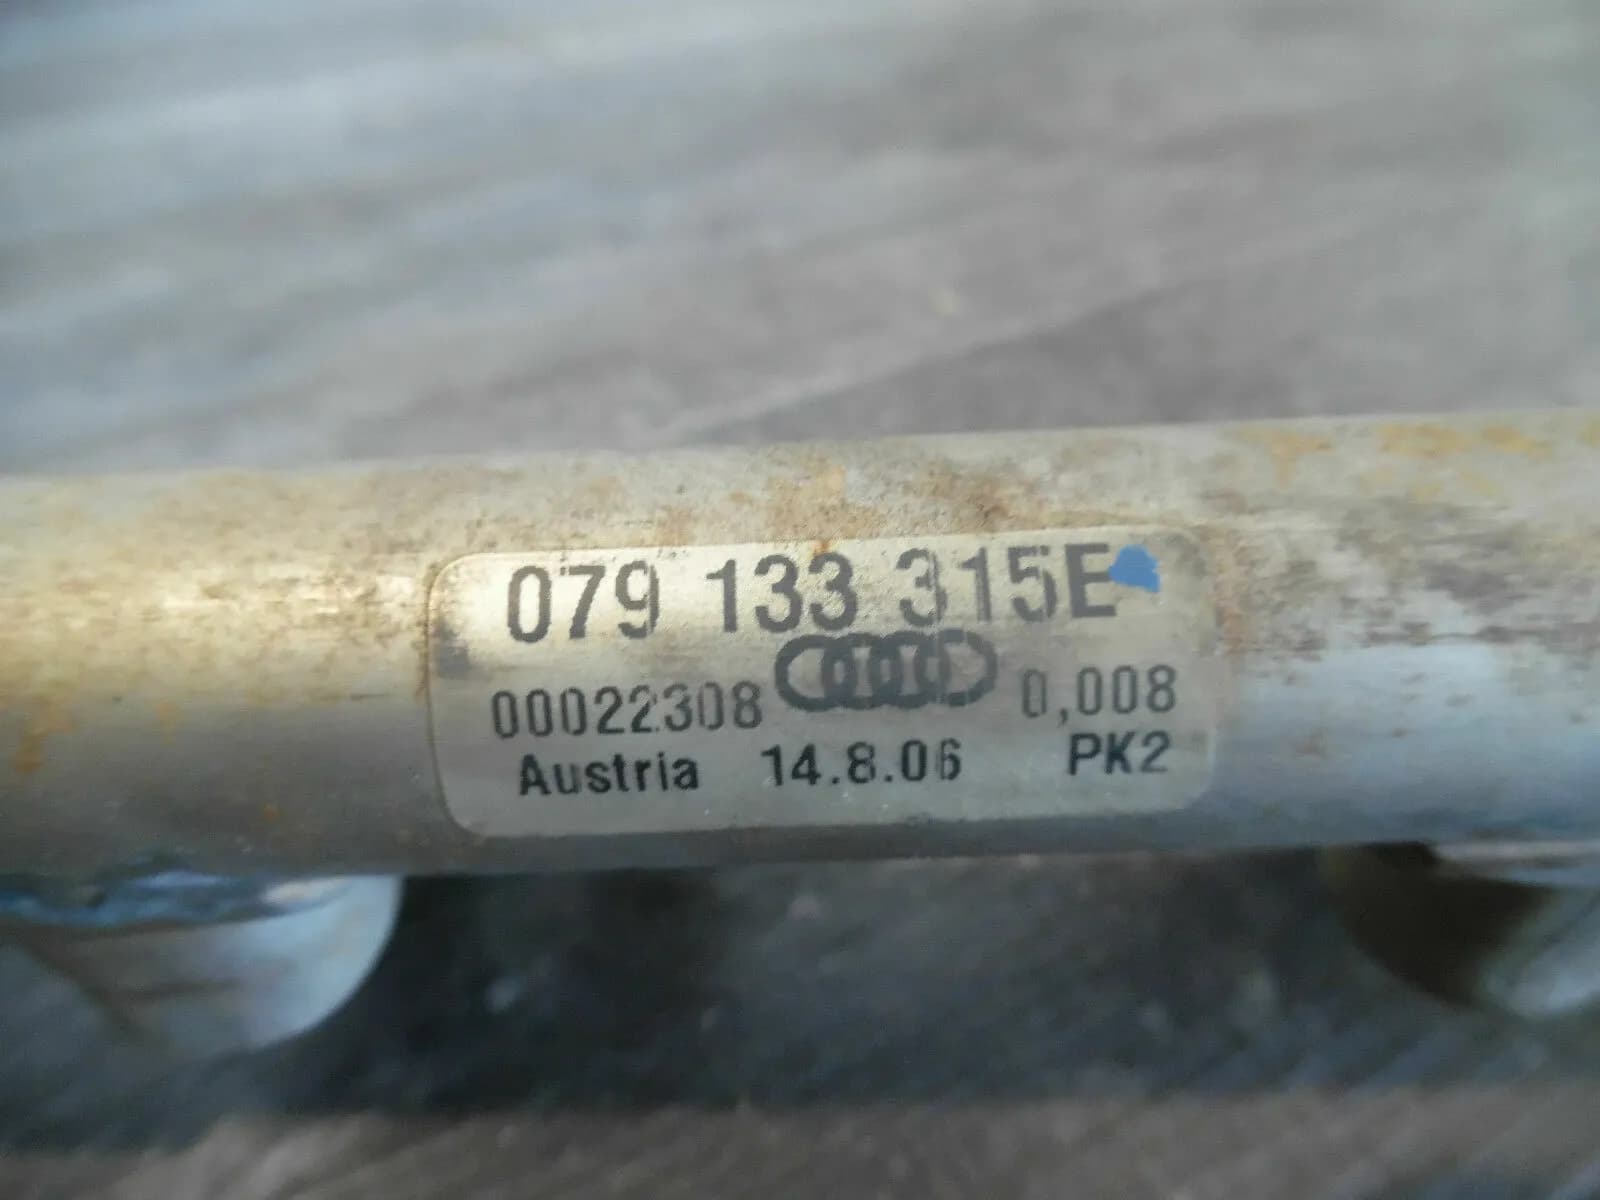 079 133 315E
00022308 0,008
Austria 14.8.06 PK2